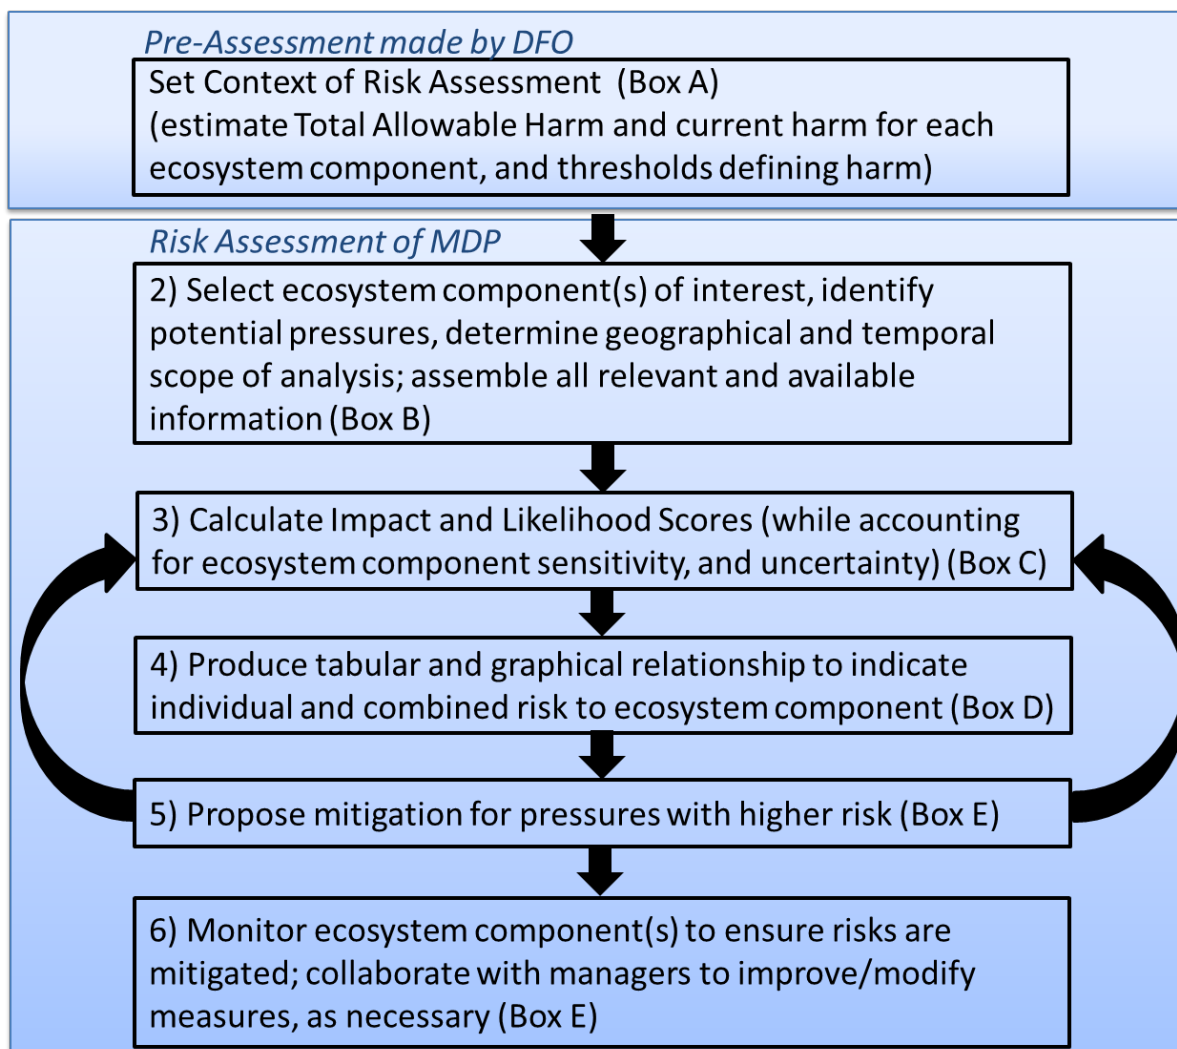 Pre-Assessment made by DFO
Set Context of Risk Assessment (Box A)
(estimate Total Allowable Harm and current harm for each
ecosystem component, and thresholds defining harm)
Risk Assessment of MDP
2) Select ecosystem component(s) of interest, identify
potential pressures, determine geographical and temporal
scope of analysis; assemble all relevant and available
information (Box B)
3) Calculate Impact and Likelihood Scores (while accounting
for ecosystem component sensitivity, and uncertainty) (Box C)
4) Produce tabular and graphical relationship to indicate
individual and combined risk to ecosystem component (Box D)
5) Propose mitigation for pressures with higher risk (Box E)
6) Monitor ecosystem component(s) to ensure risks are
mitigated; collaborate with managers to improve/modify
measures, as necessary (Box E)